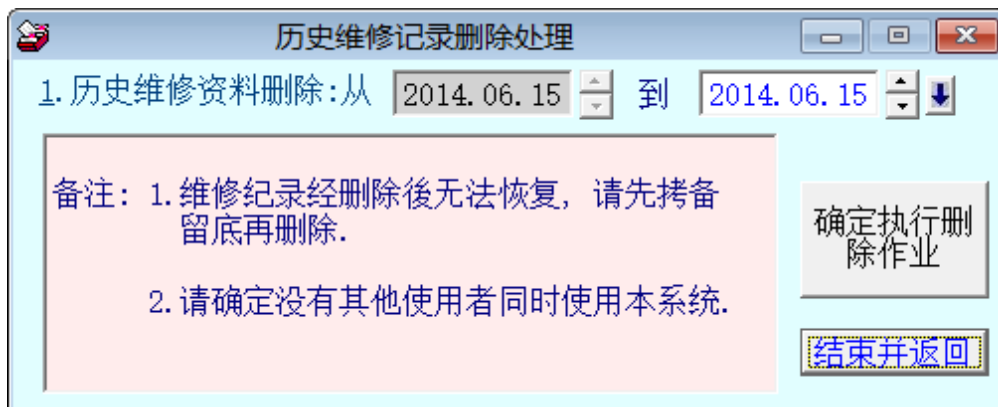 历史维修记录删除处理
1.历史维修资料删除:从 2014.06.15 到 2014.06.15
备注: 1.维修纪录经删除後无法恢复, 请先拷备
留底再删除.
2.请确定没有其他使用者同时使用本系统.
确定执行删
除作业
结束并返回